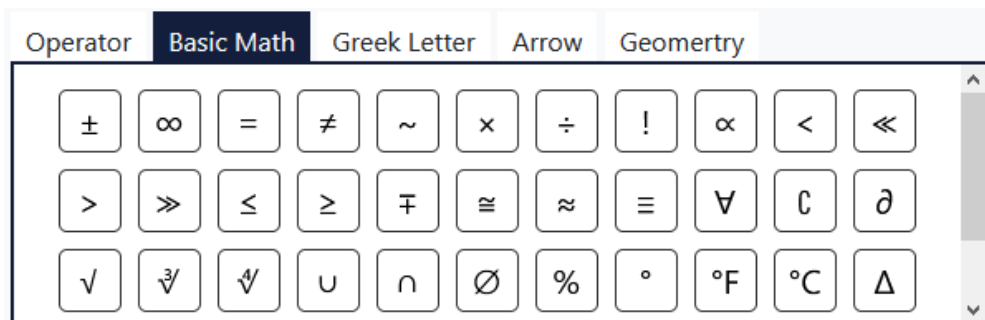 Operator Basic Math Greek Letter Arrow Geomertry
± ∞ = ≠ ~ × ÷ ! ∝ < ≪
> ≫ ≤ ≥ ∓ ≅ ≈ ≡ ∀ ∁ ∂
√ ∛ ∜ ∪ ∩ ∅ % ° °F °C ∆